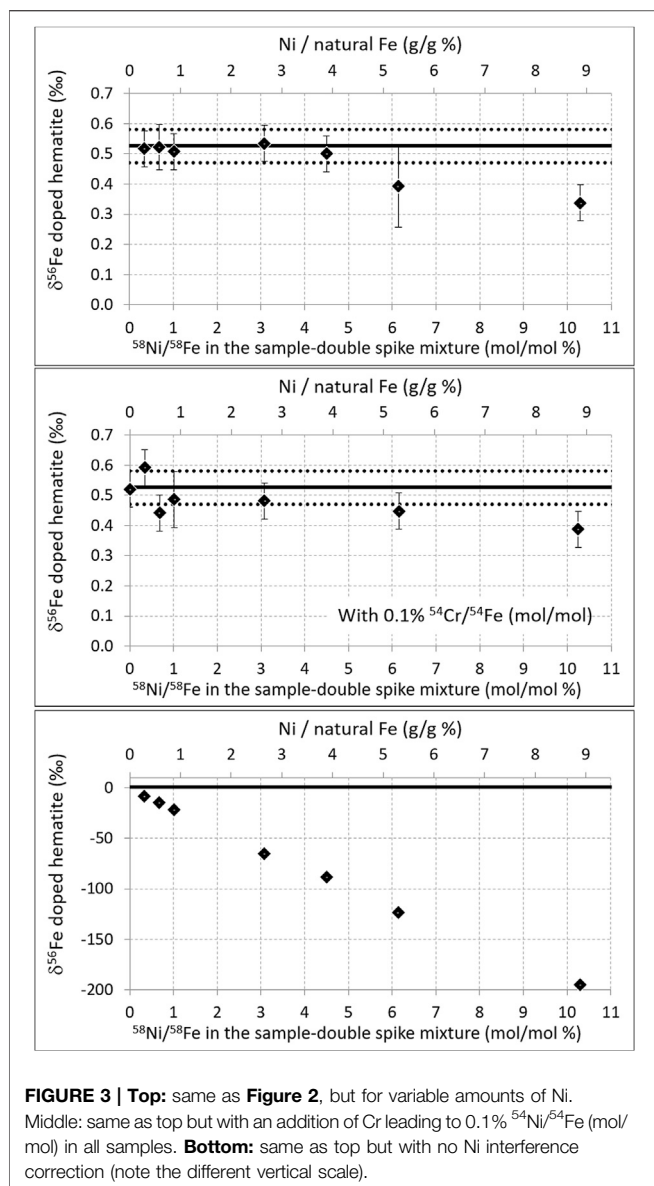 Ni / natural Fe (g/g %)
0 1 2 3 4 5 6 7 8 9
δ⁵⁶Fe doped hematite (‰)
0.7
0.6
0.5
0.4
0.3
0.2
0.1
0.0
0 1 2 3 4 5 6 7 8 9 10 11
⁵⁸Ni/⁵⁸Fe in the sample-double spike mixture (mol/mol %)
Ni / natural Fe (g/g %)
0 1 2 3 4 5 6 7 8 9
δ⁵⁶Fe doped hematite (‰)
0.7
0.6
0.5
0.4
0.3
0.2
0.1
0.0
With 0.1% ⁵⁴Cr/⁵⁴Fe (mol/mol)
0 1 2 3 4 5 6 7 8 9 10 11
⁵⁸Ni/⁵⁸Fe in the sample-double spike mixture (mol/mol %)
Ni / natural Fe (g/g %)
0 1 2 3 4 5 6 7 8 9
δ⁵⁶Fe doped hematite (‰)
0
-50
-100
-150
-200
0 1 2 3 4 5 6 7 8 9 10 11
⁵⁸Ni/⁵⁸Fe in the sample-double spike mixture (mol/mol %)
FIGURE 3 | Top: same as Figure 2, but for variable amounts of Ni.
Middle: same as top but with an addition of Cr leading to 0.1% ⁵⁴Ni/⁵⁴Fe (mol/
mol) in all samples. Bottom: same as top but with no Ni interference
correction (note the different vertical scale).